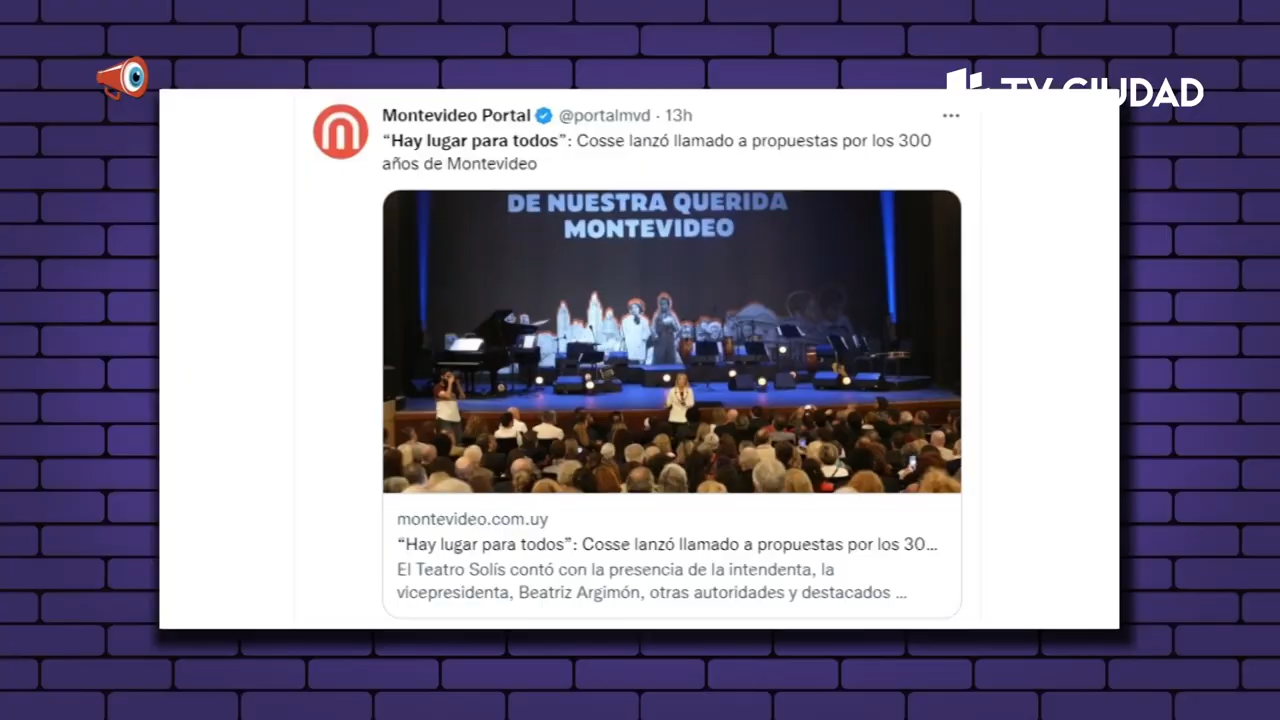 TV CIUDAD
Montevideo Portal @portalmvd · 13h
“Hay lugar para todos”: Cosse lanzó llamado a propuestas por los 300
años de Montevideo
DE NUESTRA QUERIDA
MONTEVIDEO
montevideo.com.uy
“Hay lugar para todos”: Cosse lanzó llamado a propuestas por los 30...
El Teatro Solís contó con la presencia de la intendenta, la
vicepresidenta, Beatriz Argimón, otras autoridades y destacados ...